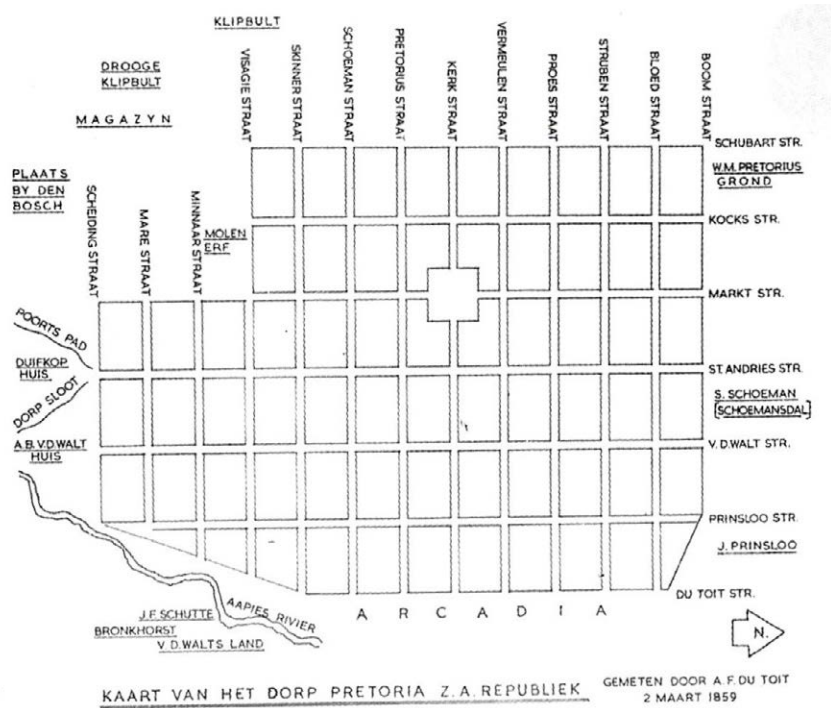 KLIPBULT
DROOGE
KLIPBULT
MAGAZYN
PLAATS
BY DEN
BOSCH
SCHEIDING STRAAT
MARE STRAAT
MINNAAR STRAAT
VISAGIE STRAAT
SKINNER STRAAT
SCHOEMAN STRAAT
PRETORIUS STRAAT
KERK STRAAT
VERMEULEN STRAAT
PROES STRAAT
STRUBEN STRAAT
BLOED STRAAT
BOOM STRAAT
MOLEN
ERF
SCHUBART STR.
W.M. PRETORIUS
GROND
KOCKS STR.
MARKT STR.
ST. ANDRIES STR.
S. SCHOEMAN
[SCHOEMANSDAL]
V.D.WALT STR.
PRINSLOO STR.
J. PRINSLOO
DU TOIT STR.
POORTS PAD
DUIFKOP
HUIS
DORP SLOOT
A.B.V.D.WALT
HUIS
AAPIES RIVIER
J.F. SCHUTTE
BRONKHORST
V.D.WALTS LAND
ARCADIA
N.
KAART VAN HET DORP PRETORIA Z.A. REPUBLIEK
GEMETEN DOOR A.F. DU TOIT
2 MAART 1859